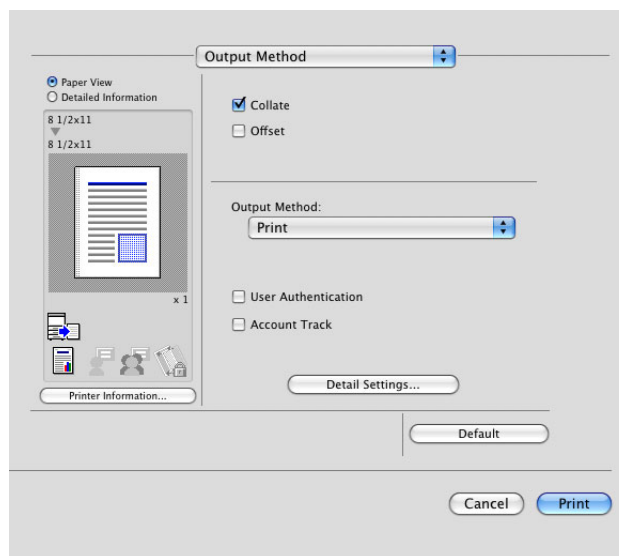 Output Method
Paper View
Detailed Information
8 1/2x11
8 1/2x11
x 1
Printer Information...
Collate
Offset
Output Method:
Print
User Authentication
Account Track
Detail Settings...
Default
Cancel
Print